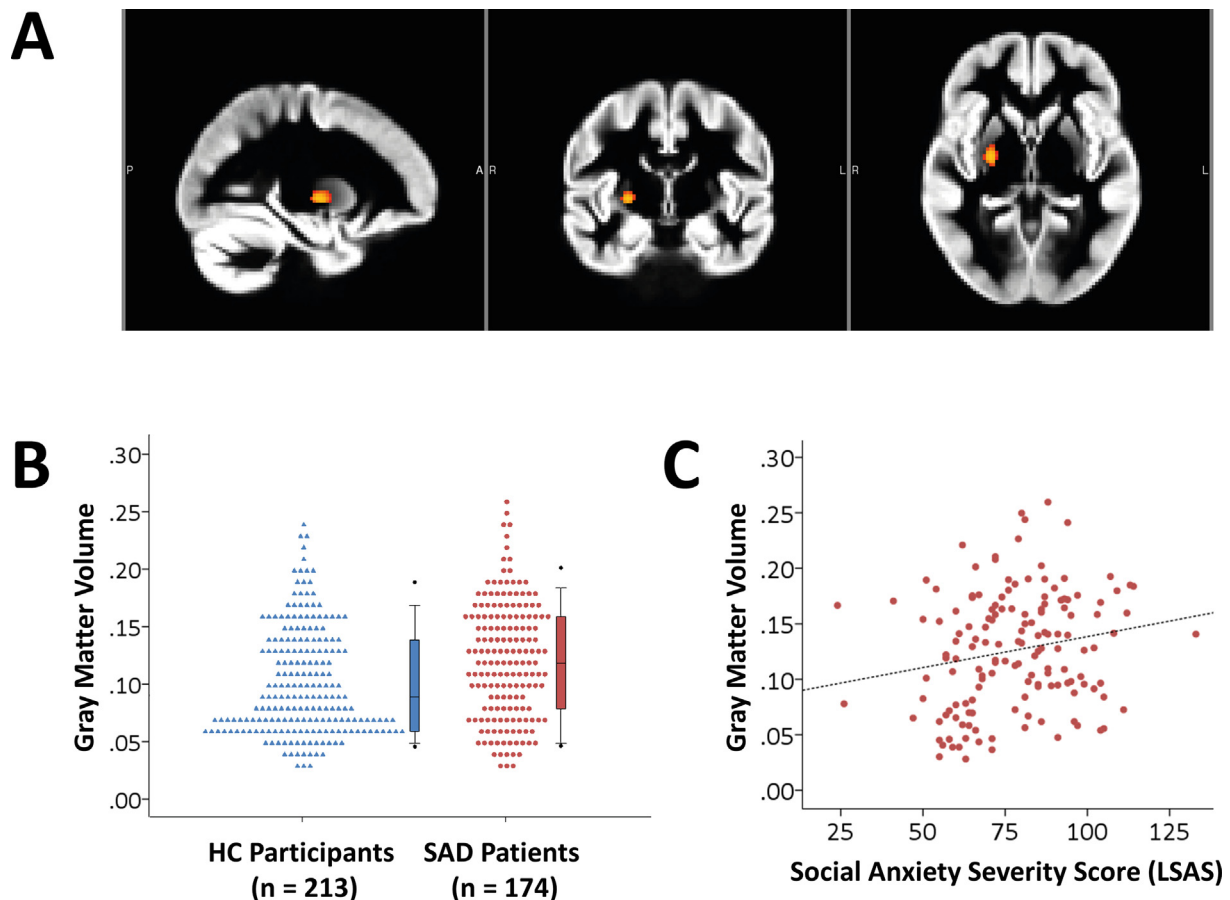 A
P
A
R
L
R
L
B
Gray Matter Volume
.30
.25
.20
.15
.10
.05
.00
HC Participants
(n = 213)
SAD Patients
(n = 174)
C
Gray Matter Volume
.30
.25
.20
.15
.10
.05
.00
25
50
75
100
125
Social Anxiety Severity Score (LSAS)